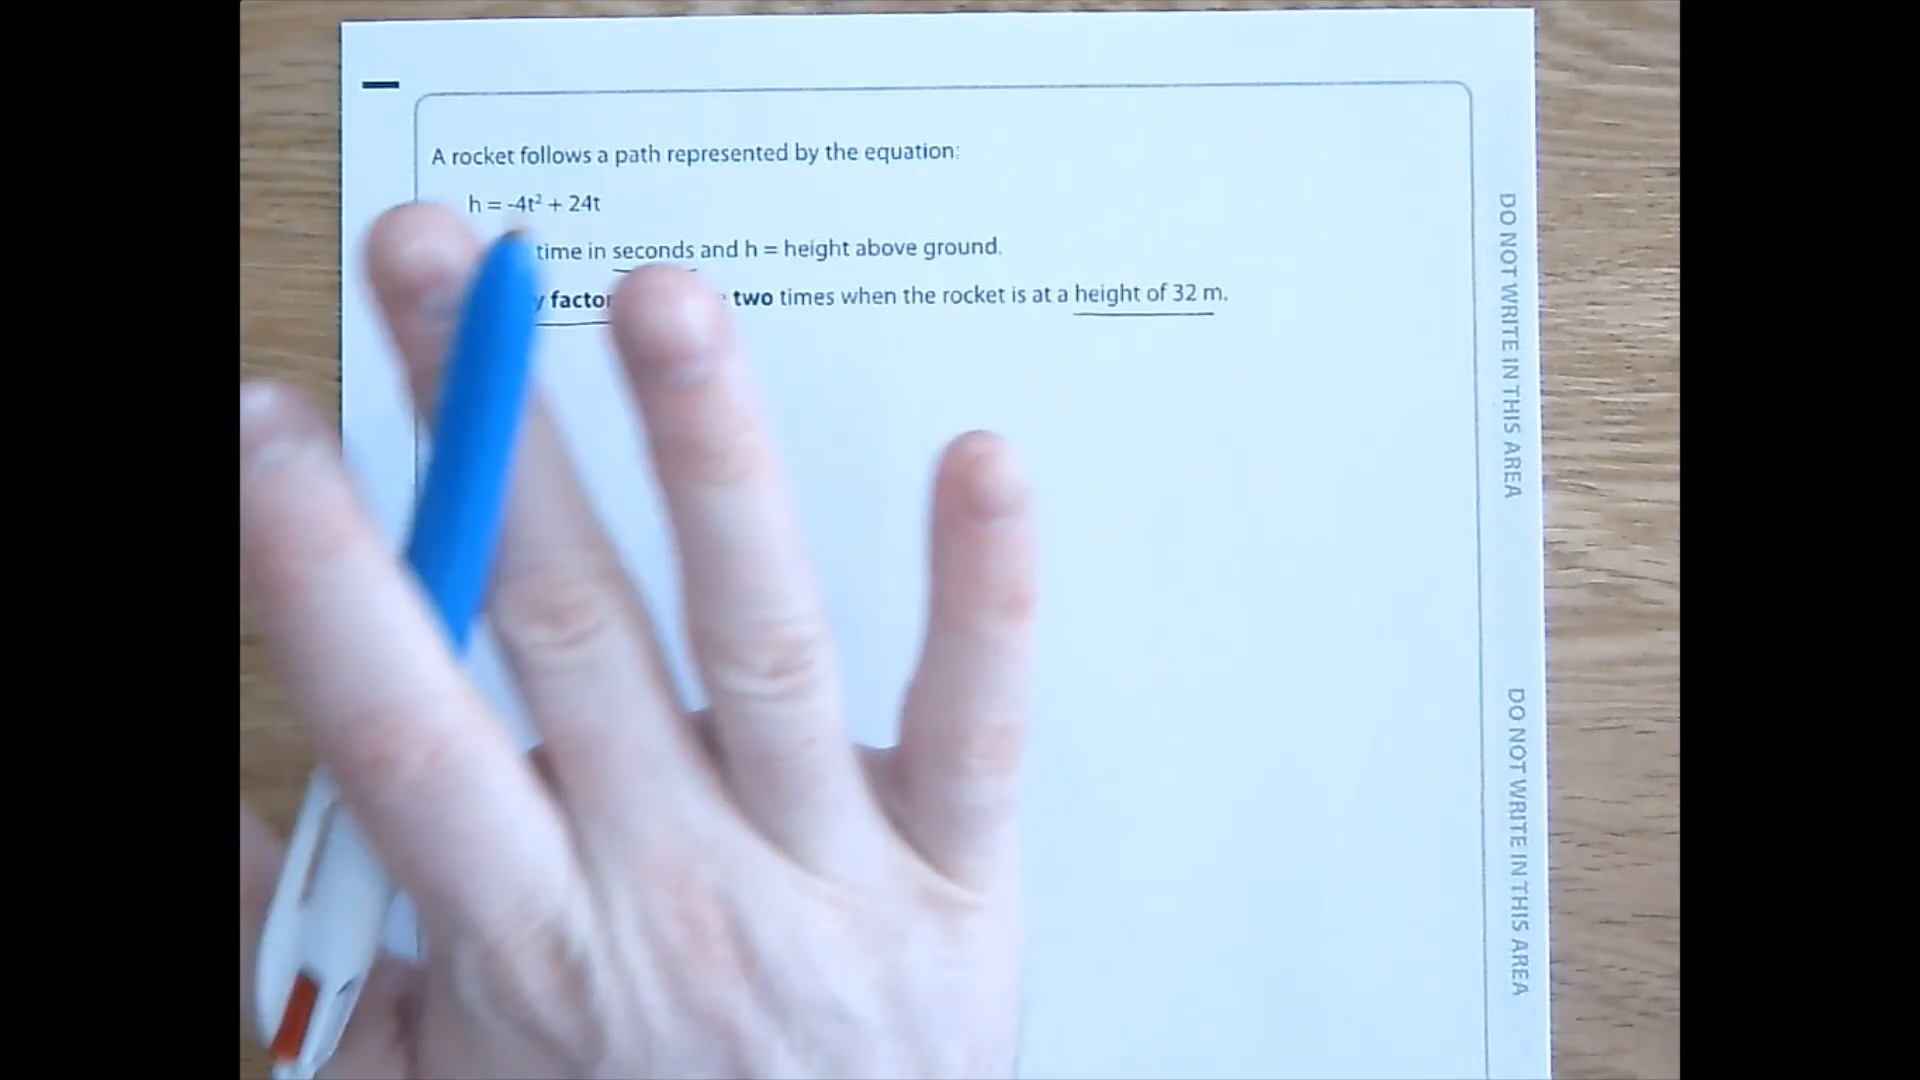 A rocket follows a path represented by the equation:
h = -4t² + 24t
time in seconds and h = height above ground.
two times when the rocket is at a height of 32 m.
DO NOT WRITE IN THIS AREA
DO NOT WRITE IN THIS AREA